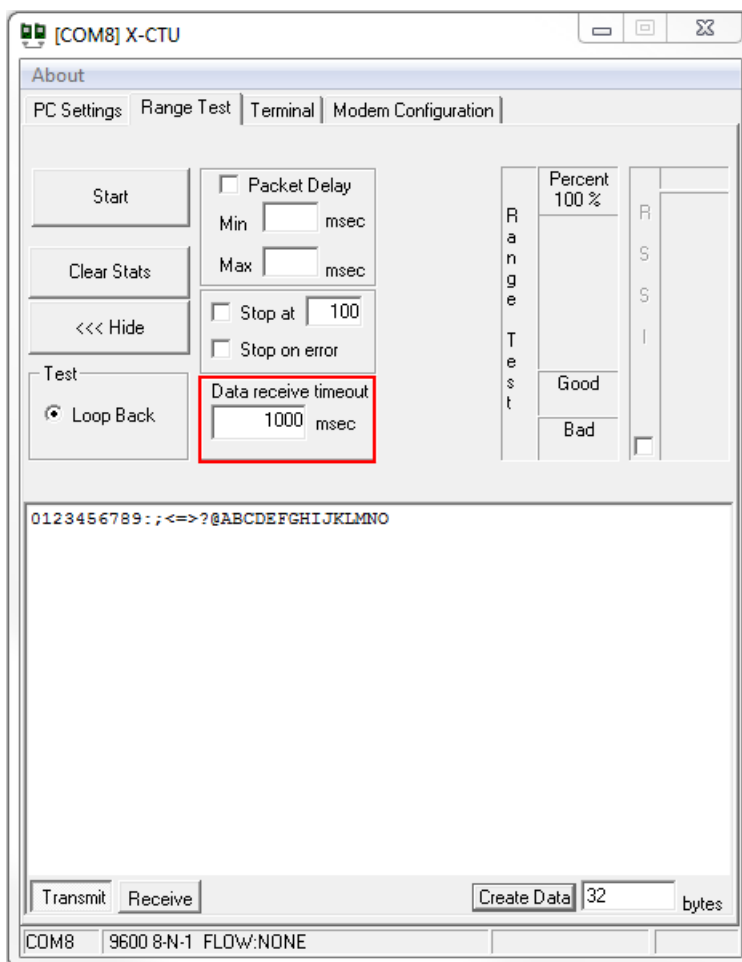 [COM8] X-CTU
About
PC Settings Range Test Terminal Modem Configuration
Start
Clear Stats
<<< Hide
Test
Loop Back
Packet Delay
Min msec
Max msec
Stop at 100
Stop on error
Data receive timeout
1000 msec
Range Test
Percent
100 %
Good
Bad
RSSI
0123456789:;<=>?@ABCDEFGHIJKLMNO
Transmit Receive Create Data 32 bytes
COM8 9600 8-N-1 FLOW:NONE